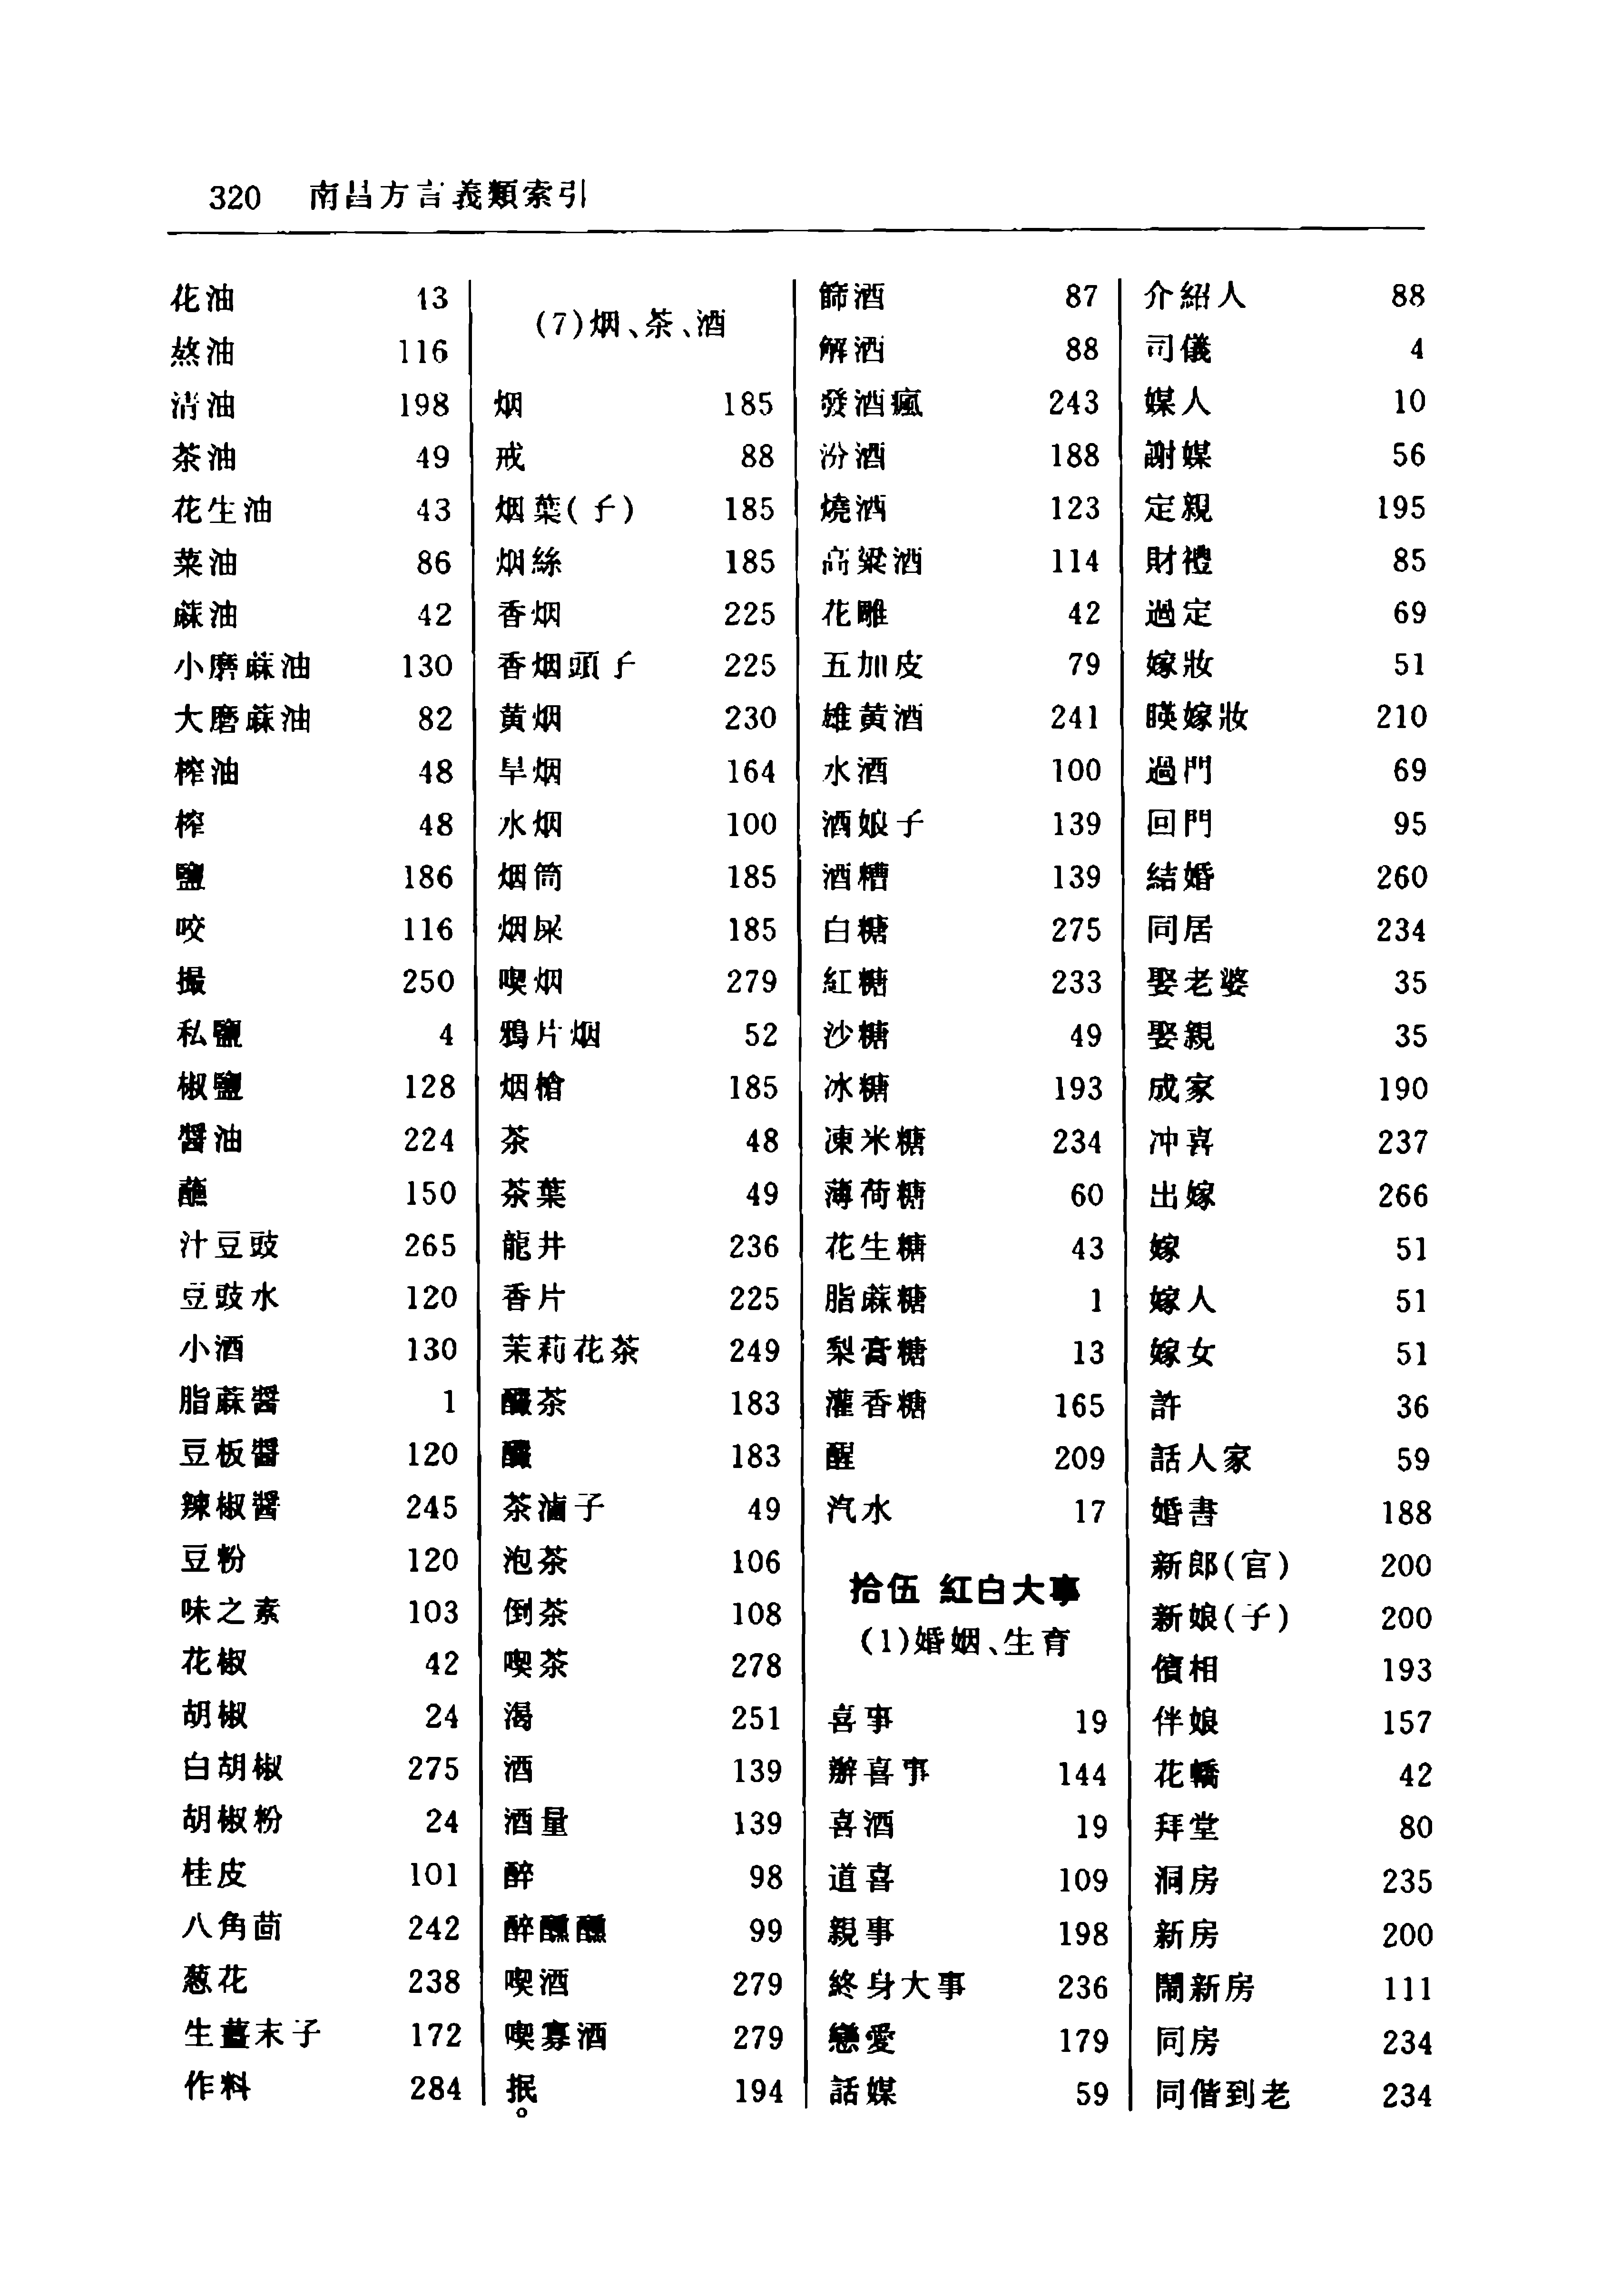 320 南昌方言義類索引
花油 43
熬油 116
清油 198
茶油 49
花生油 43
菜油 86
蔴油 42
小磨蔴油 130
大磨蔴油 82
榨油 48
榨 48
鹽 186
咬 116
撮 250
私鹽 4
椒鹽 128
醬油 224
蘸 150
汁豆豉 265
豆豉水 120
小酒 130
脂蔴醬 1
豆板醬 120
辣椒醬 245
豆粉 120
味之素 103
花椒 42
胡椒 24
白胡椒 275
胡椒粉 24
桂皮 101
八角茴 242
葱花 238
生薑末子 172
作料 284
(7)烟、茶、酒
烟 185
戒 88
烟葉(子) 185
烟絲 185
香烟 225
香烟頭子 225
黄烟 230
旱烟 164
水烟 100
烟筒 185
烟屎 185
喫烟 279
鴉片烟 52
烟槍 185
茶 48
茶葉 49
龍井 236
香片 225
茉莉花茶 249
釅茶 183
釅 183
茶滷子 49
泡茶 106
倒茶 108
喫茶 278
渴 251
酒 139
酒量 139
醉 98
醉醺醺 99
喫酒 279
喫寡酒 279
抿 194
篩酒 87
解酒 88
發酒瘋 243
汾酒 188
燒酒 123
高粱酒 114
花雕 42
五加皮 79
雄黄酒 241
水酒 100
酒娘子 139
酒糟 139
白糖 275
紅糖 233
沙糖 49
冰糖 193
凍米糖 234
薄荷糖 60
花生糖 43
脂蔴糖 1
梨膏糖 13
灌香糖 165
醒 209
汽水 17
拾伍 紅白大事
(1)婚姻、生育
喜事 19
辦喜事 144
喜酒 19
道喜 109
親事 198
終身大事 236
戀愛 179
話媒 59
介紹人 88
司儀 4
媒人 10
謝媒 56
定親 195
財禮 85
過定 69
嫁妝 51
嫁妝 210
過門 69
回門 95
結婚 260
同居 234
娶老婆 35
娶親 35
成家 190
冲喜 237
出嫁 266
嫁 51
嫁人 51
嫁女 51
許 36
話人家 59
婚書 188
新郎(官) 200
新娘(子) 200
儐相 193
伴娘 157
花轎 42
拜堂 80
洞房 235
新房 200
鬧新房 111
同房 234
同偕到老 234